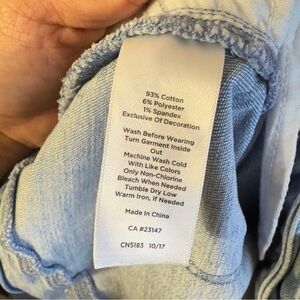 93% Cotton
6% Polyester
1% Spandex
Exclusive Of Decoration
Wash Before Wearing
Turn Garment Inside
Out
Machine Wash Cold
With Like Colors
Only Non-Chlorine
Bleach When Needed
Tumble Dry Low
Warm Iron, If Needed
Made In China
CA #23147
CN5183 10/17